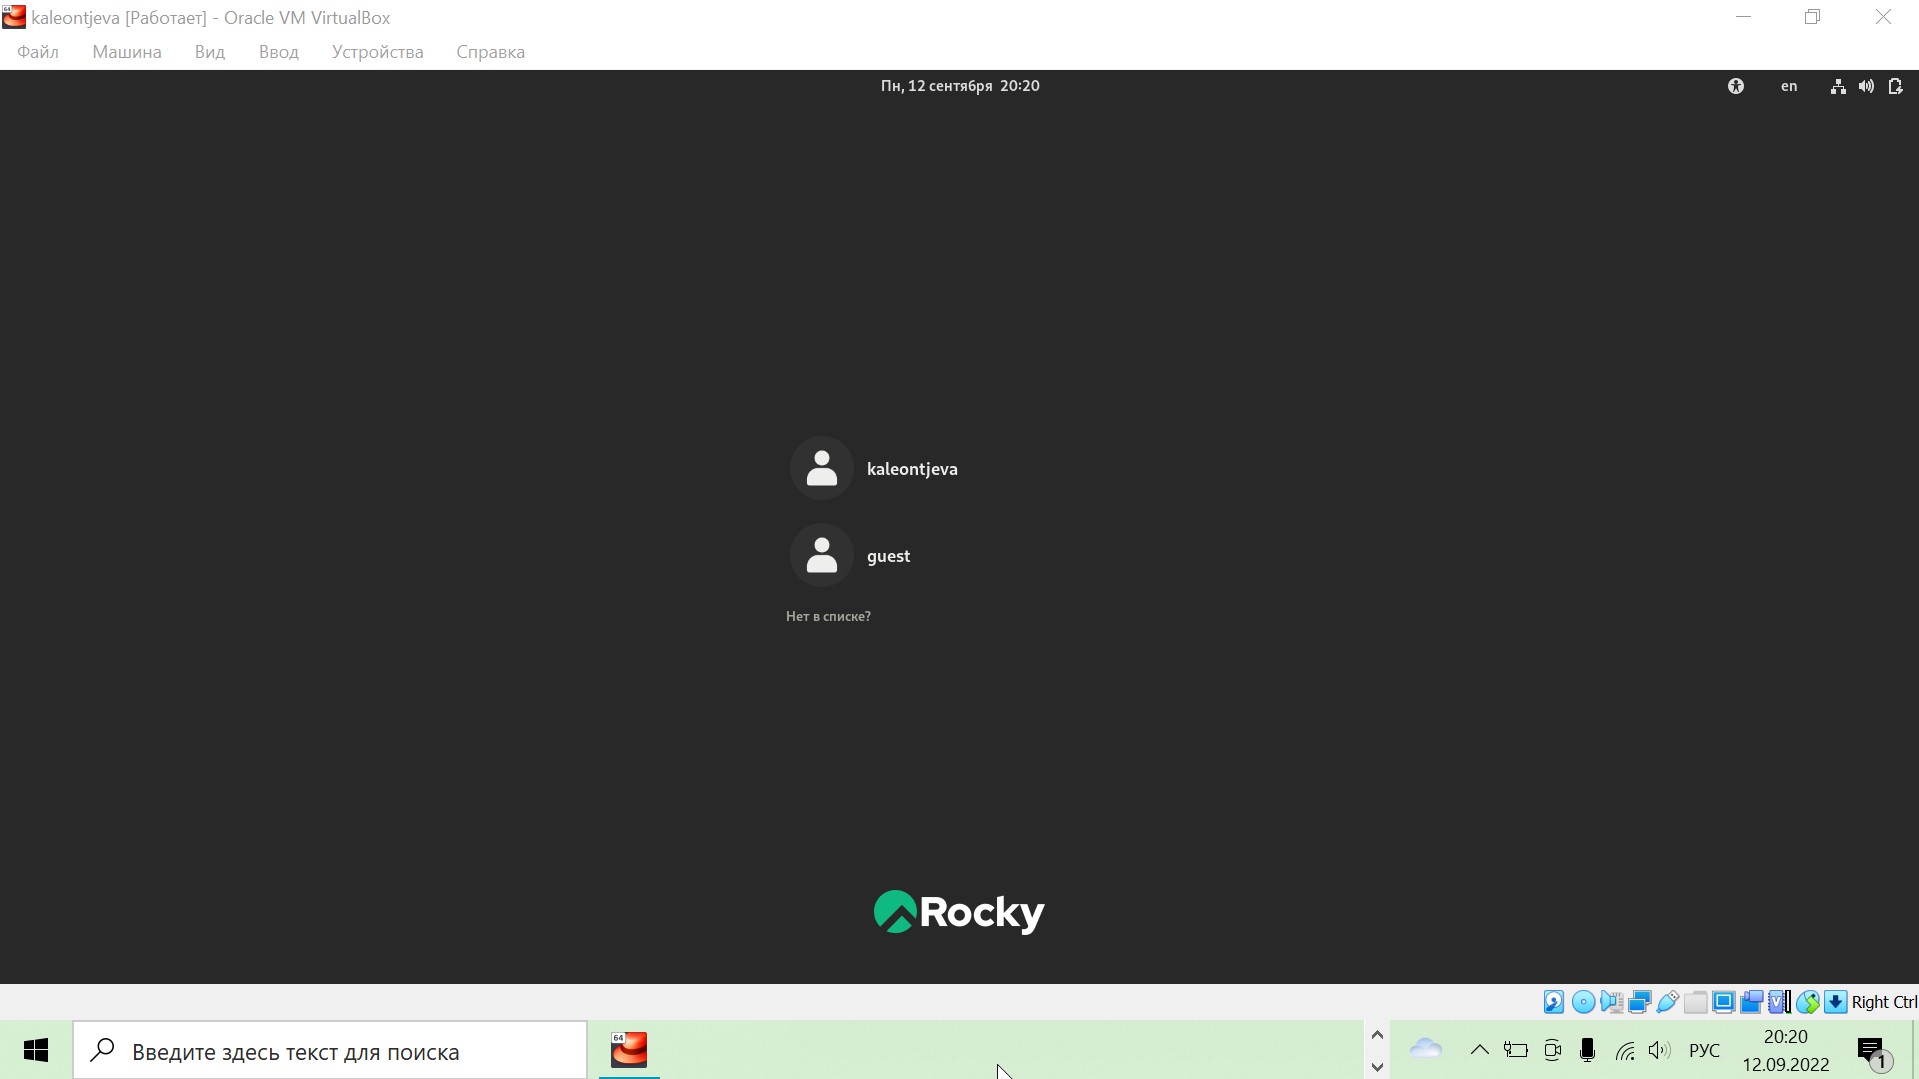 kaleontjeva [Работает] - Oracle VM VirtualBox
Файл Машина Вид Ввод Устройства Справка
Пн, 12 сентября 20:20
en
kaleontjeva
guest
Нет в списке?
Rocky
Right Ctrl
Введите здесь текст для поиска
64
РУС
20:20
12.09.2022
1